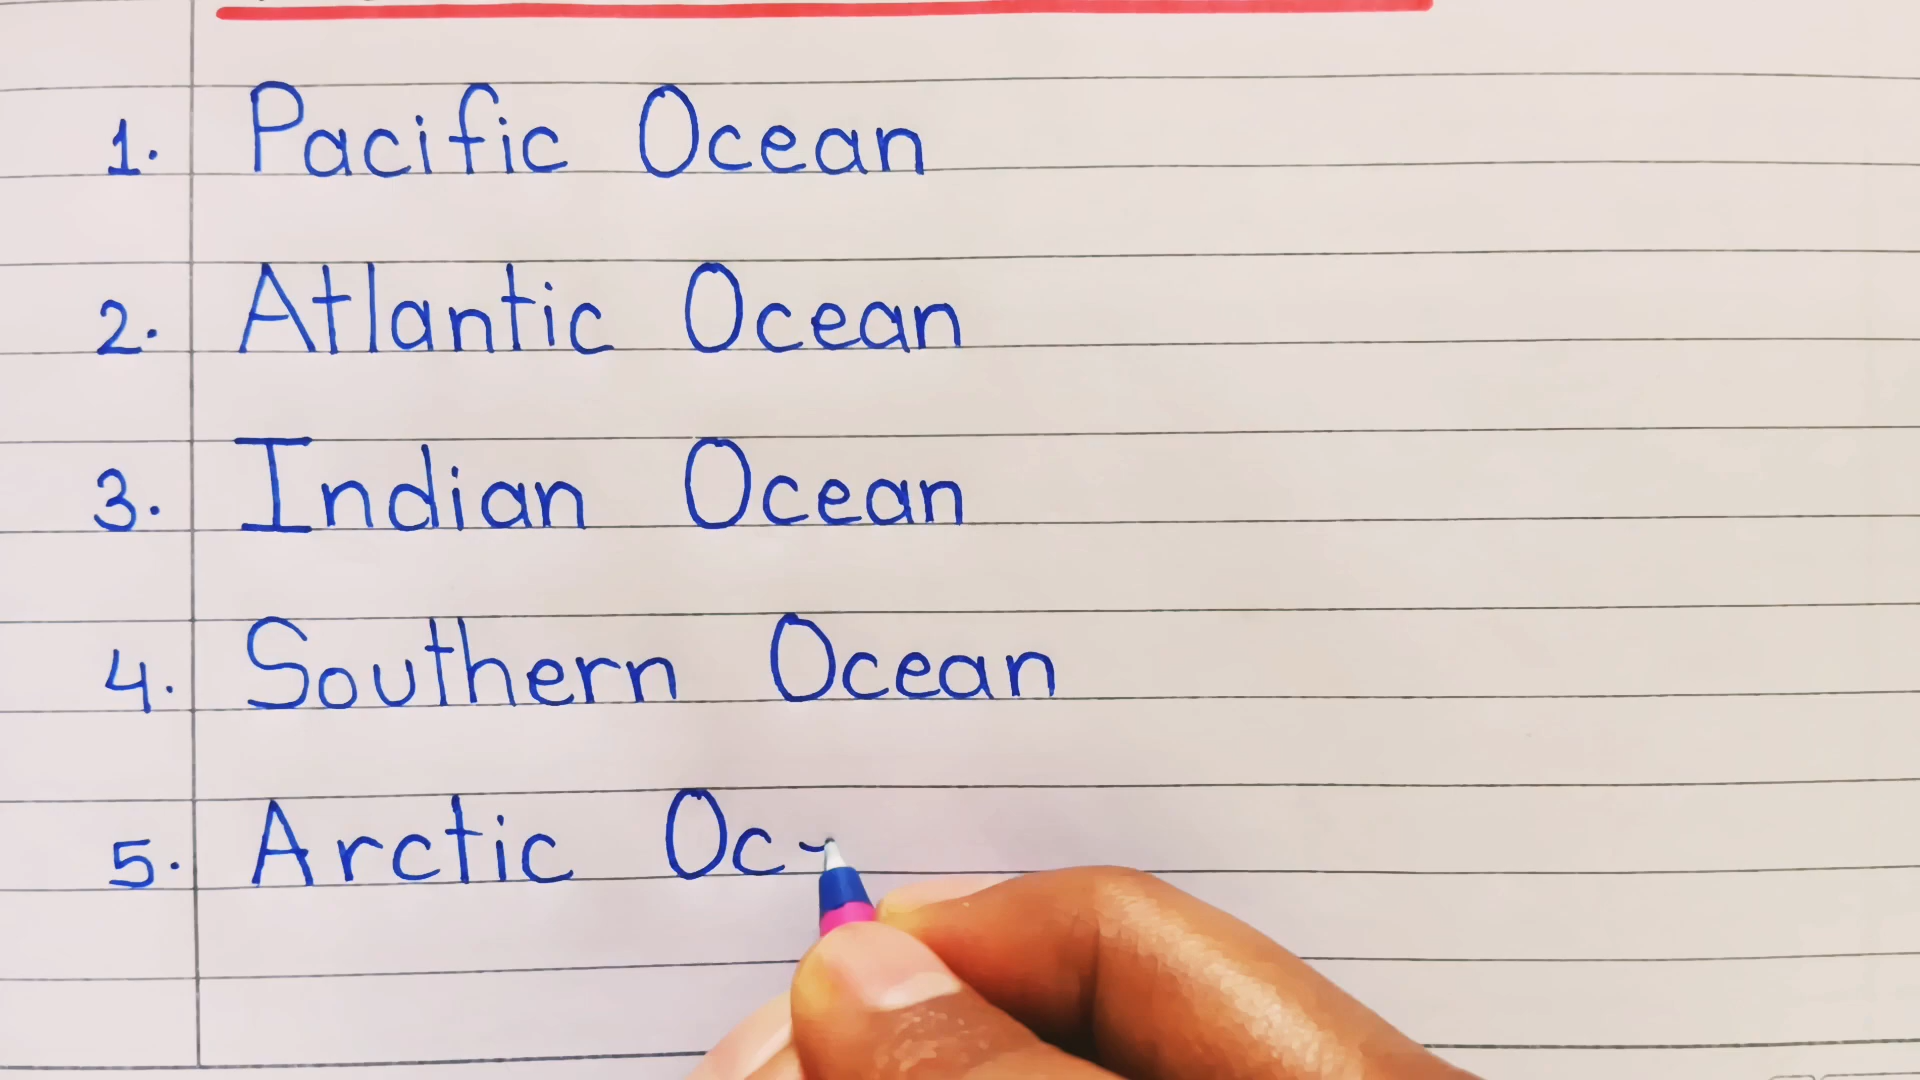 1. Pacific Ocean
2. Atlantic Ocean
3. Indian Ocean
4. Southern Ocean
5. Arctic Oc